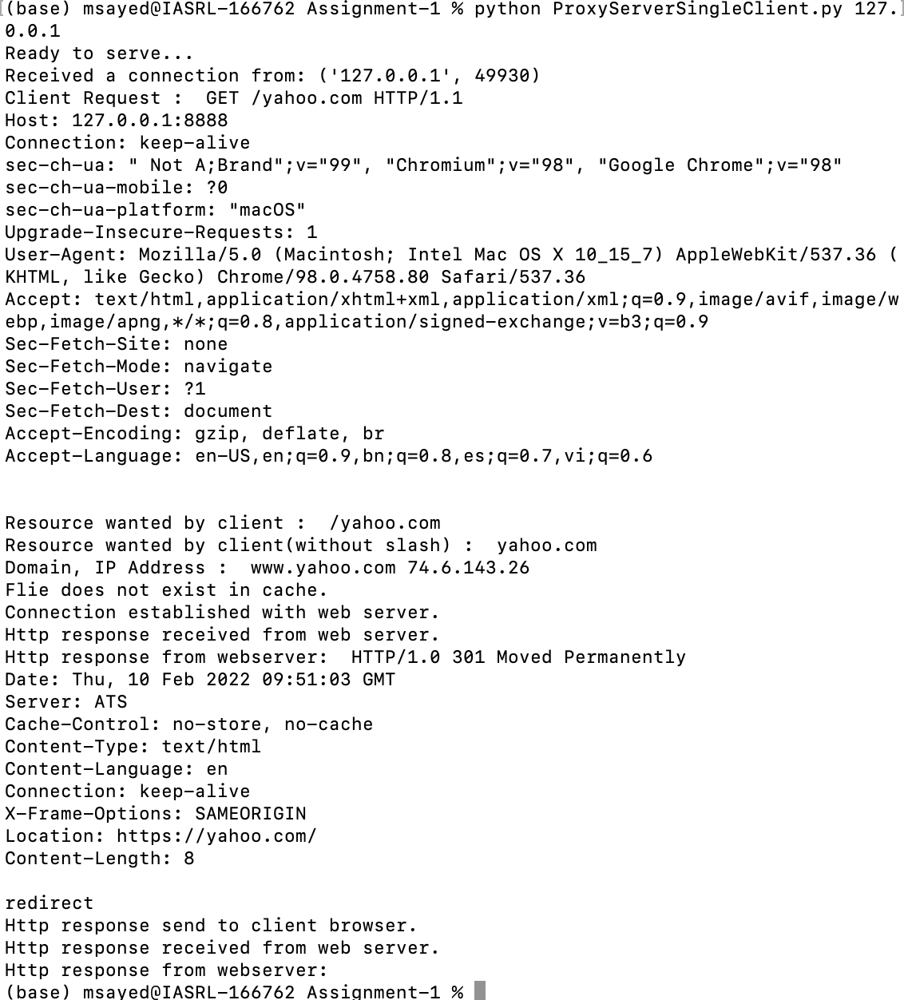 (base) msayed@IASRL-166762 Assignment-1 % python ProxyServerSingleClient.py 127.
0.0.1
Ready to serve...
Received a connection from: ('127.0.0.1', 49930)
Client Request :  GET /yahoo.com HTTP/1.1
Host: 127.0.0.1:8888
Connection: keep-alive
sec-ch-ua: " Not A;Brand";v="99", "Chromium";v="98", "Google Chrome";v="98"
sec-ch-ua-mobile: ?0
sec-ch-ua-platform: "macOS"
Upgrade-Insecure-Requests: 1
User-Agent: Mozilla/5.0 (Macintosh; Intel Mac OS X 10_15_7) AppleWebKit/537.36 (
KHTML, like Gecko) Chrome/98.0.4758.80 Safari/537.36
Accept: text/html,application/xhtml+xml,application/xml;q=0.9,image/avif,image/w
ebp,image/apng,*/*;q=0.8,application/signed-exchange;v=b3;q=0.9
Sec-Fetch-Site: none
Sec-Fetch-Mode: navigate
Sec-Fetch-User: ?1
Sec-Fetch-Dest: document
Accept-Encoding: gzip, deflate, br
Accept-Language: en-US,en;q=0.9,bn;q=0.8,es;q=0.7,vi;q=0.6
Resource wanted by client :  /yahoo.com
Resource wanted by client(without slash) :  yahoo.com
Domain, IP Address :  www.yahoo.com 74.6.143.26
Flie does not exist in cache.
Connection established with web server.
Http response received from web server.
Http response from webserver:  HTTP/1.0 301 Moved Permanently
Date: Thu, 10 Feb 2022 09:51:03 GMT
Server: ATS
Cache-Control: no-store, no-cache
Content-Type: text/html
Content-Language: en
Connection: keep-alive
X-Frame-Options: SAMEORIGIN
Location: https://yahoo.com/
Content-Length: 8
redirect
Http response send to client browser.
Http response received from web server.
Http response from webserver:
(base) msayed@IASRL-166762 Assignment-1 %